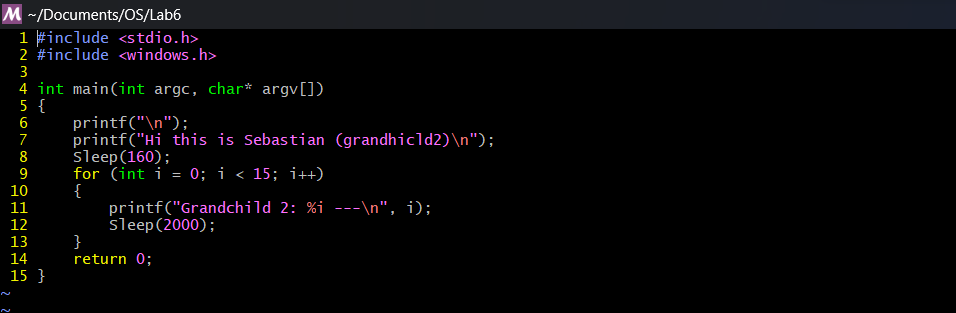 M ~/Documents/OS/Lab6
1 #include <stdio.h>
2 #include <windows.h>
3
4 int main(int argc, char* argv[])
5 {
6     printf("\n");
7     printf("Hi this is Sebastian (grandhicld2)\n");
8     Sleep(160);
9     for (int i = 0; i < 15; i++)
10     {
11         printf("Grandchild 2: %i ---\n", i);
12         Sleep(2000);
13     }
14     return 0;
15 }
~
~